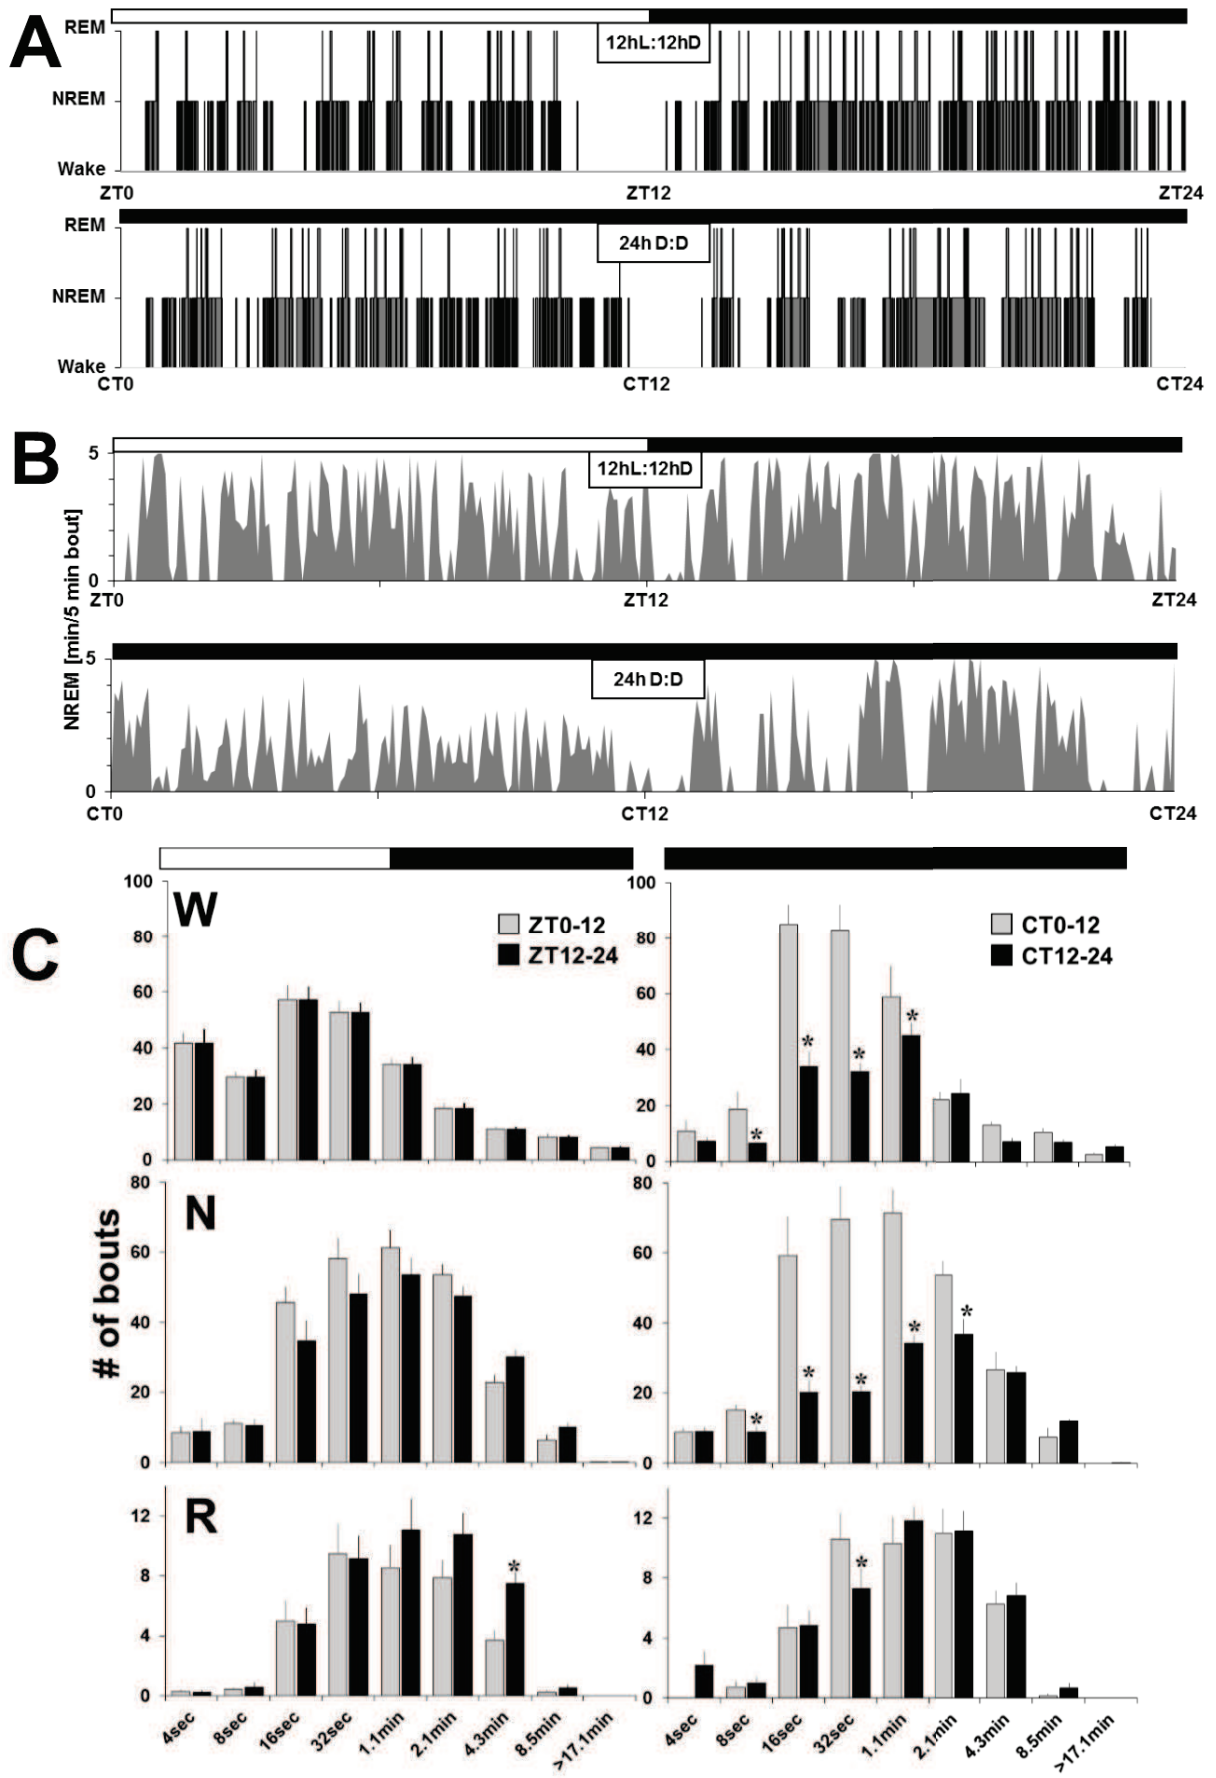 A
12hL:12hD
REM
NREM
Wake
ZT0
ZT12
ZT24
24h D:D
REM
NREM
Wake
CT0
CT12
CT24
B
NREM [min/5 min bout]
12hL:12hD
5
0
ZT0
ZT12
ZT24
24h D:D
5
0
CT0
CT12
CT24
C
# of bouts
W
ZT0-12
ZT12-24
100
80
60
40
20
0
CT0-12
CT12-24
100
80
60
40
20
0
* * * *
N
80
60
40
20
0
80
60
40
20
0
* * * * *
R
12
8
4
0
*
12
8
4
0
*
4sec 8sec 16sec 32sec 1.1min 2.1min 4.3min 8.5min >17.1min
4sec 8sec 16sec 32sec 1.1min 2.1min 4.3min 8.5min >17.1min